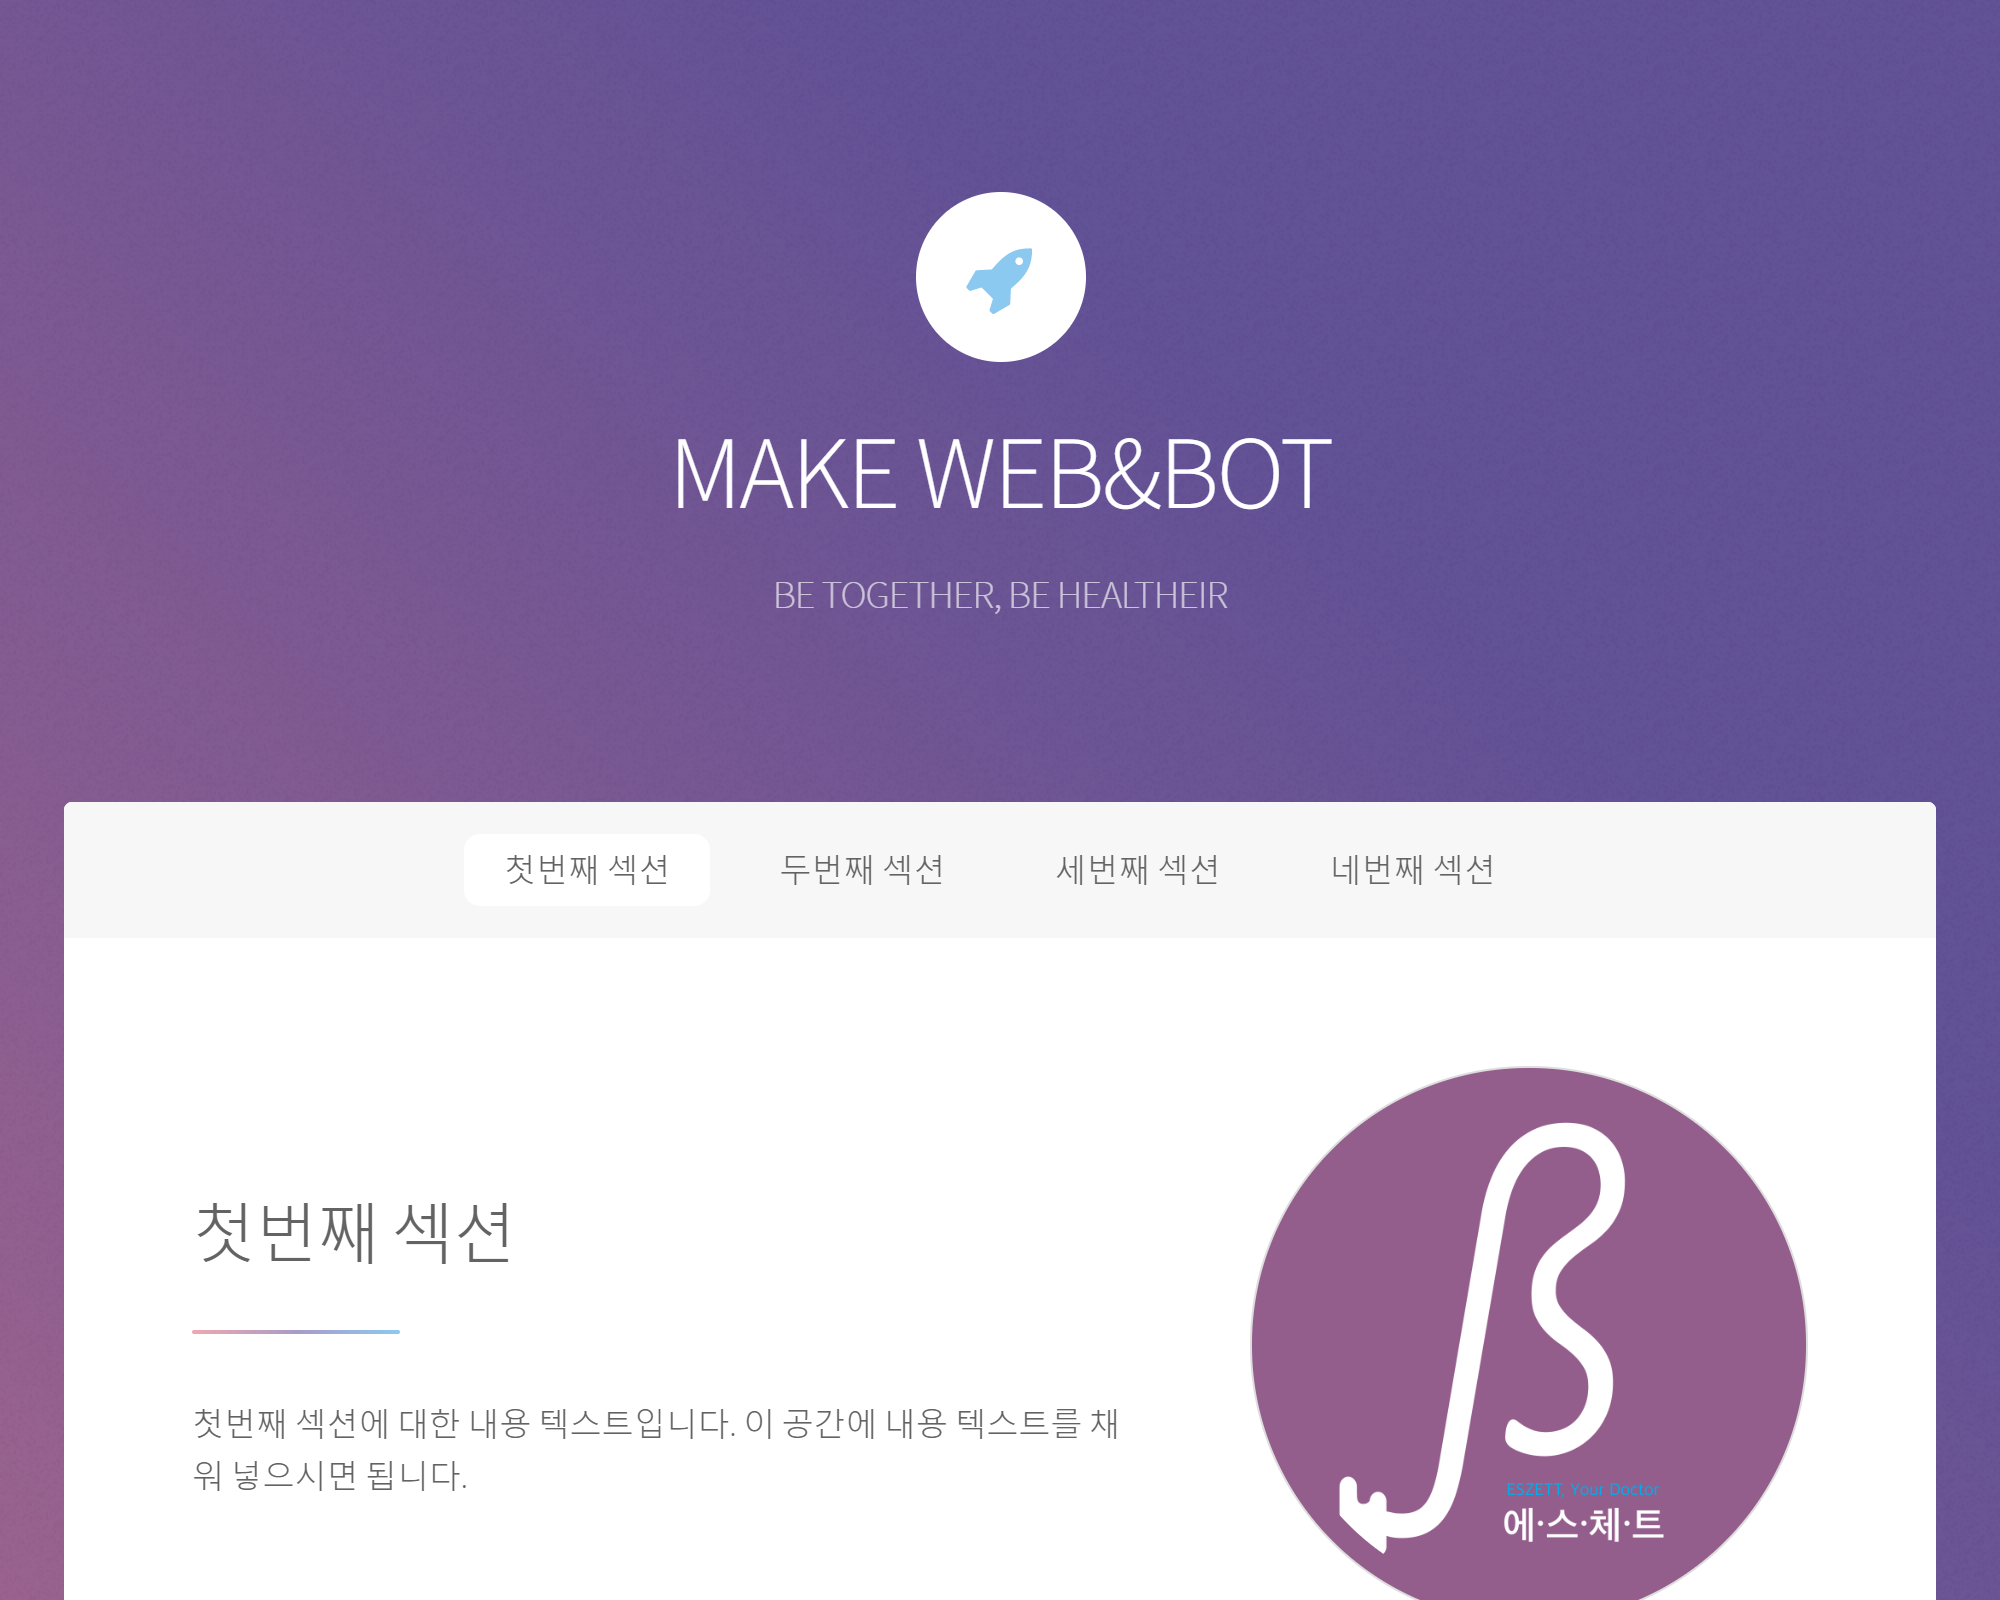 MAKE WEB&BOT
BE TOGETHER, BE HEALTHEIR
첫번째 섹션
두번째 섹션
세번째 섹션
네번째 섹션
첫번째 섹션
첫번째 섹션에 대한 내용 텍스트입니다. 이 공간에 내용 텍스트를 채
워 넣으시면 됩니다.
ß
ESZETT, Your Doctor
에·스·체·트